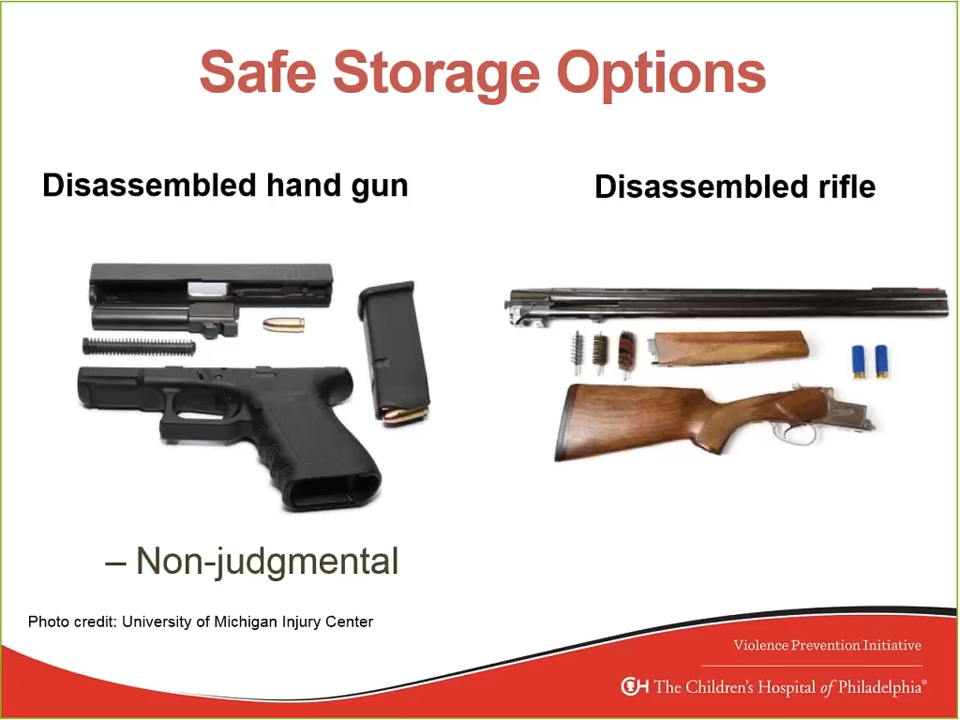 Safe Storage Options
Disassembled hand gun
Disassembled rifle
– Non-judgmental
Photo credit: University of Michigan Injury Center
Violence Prevention Initiative
The Children's Hospital of Philadelphia®